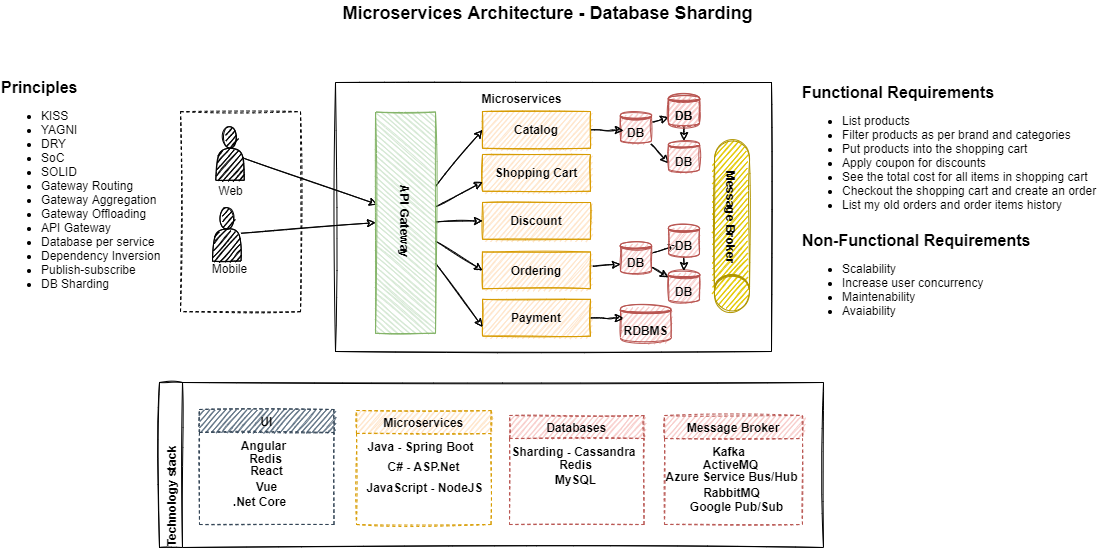 Microservices Architecture - Database Sharding
Principles
KISS
YAGNI
DRY
SoC
SOLID
Gateway Routing
Gateway Aggregation
Gateway Offloading
API Gateway
Database per service
Dependency Inversion
Publish-subscribe
DB Sharding
Web
Mobile
API Gateway
Microservices
Catalog
Shopping Cart
Discount
Ordering
Payment
DB
DB
DB
DB
DB
DB
RDBMS
Message Broker
Functional Requirements
List products
Filter products as per brand and categories
Put products into the shopping cart
Apply coupon for discounts
See the total cost for all items in shopping cart
Checkout the shopping cart and create an order
List my old orders and order items history
Non-Functional Requirements
Scalability
Increase user concurrency
Maintenability
Avaiability
Technology stack
UI
Angular
Redis
React
Vue
.Net Core
Microservices
Java - Spring Boot
C# - ASP.Net
JavaScript - NodeJS
Databases
Sharding - Cassandra
Redis
MySQL
Message Broker
Kafka
ActiveMQ
Azure Service Bus/Hub
RabbitMQ
Google Pub/Sub